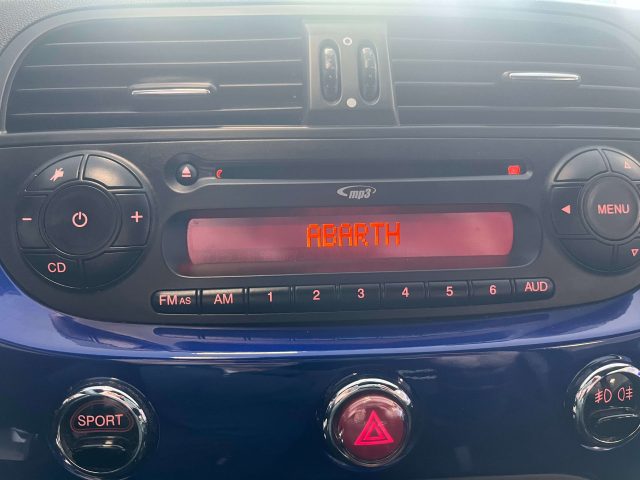 mp3
MENU
ABARTH
CD
FM AS AM 1 2 3 4 5 6 AUD
SPORT